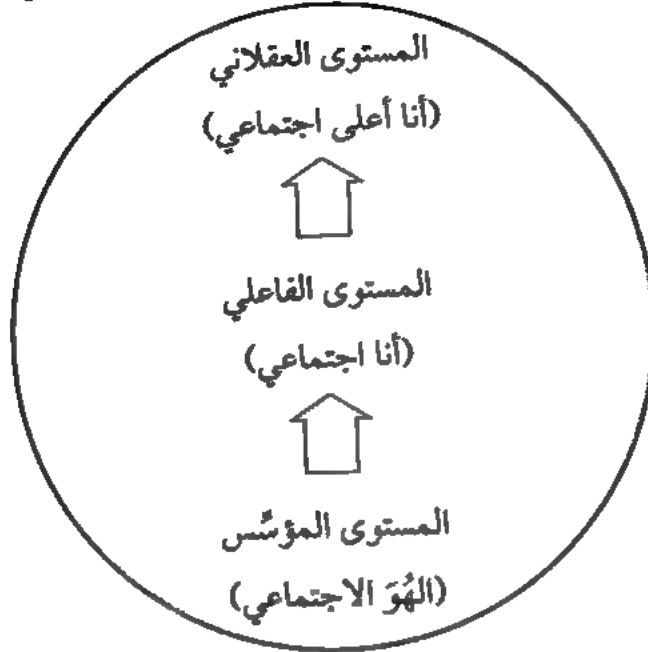 المستوى العقلاني
(أنا أعلى اجتماعي)
المستوى الفاعلي
(أنا اجتماعي)
المستوى المؤسِّس
(الهُوَ الاجتماعي)